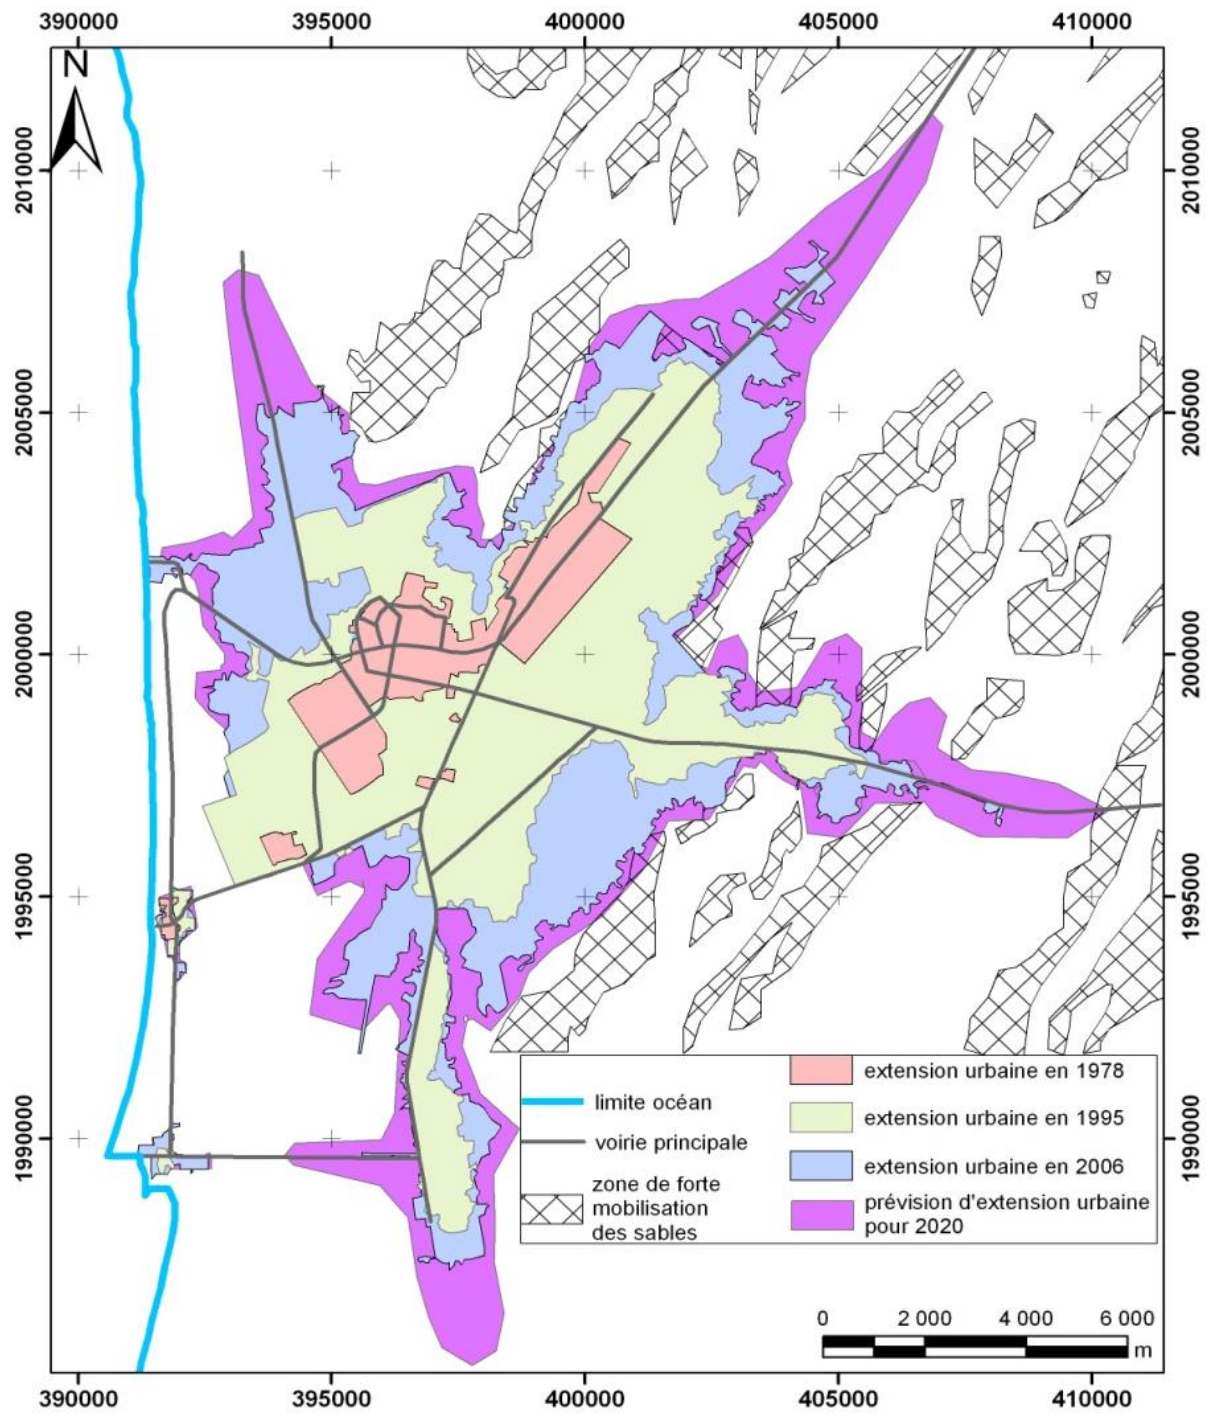 390000 395000 400000 405000 410000
N
2010000 2010000
2005000 2005000
2000000 2000000
1995000 1995000
1990000 1990000
limite océan
voirie principale
zone de forte
mobilisation
des sables
extension urbaine en 1978
extension urbaine en 1995
extension urbaine en 2006
prévision d'extension urbaine
pour 2020
0 2 000 4 000 6 000
m
390000 395000 400000 405000 410000